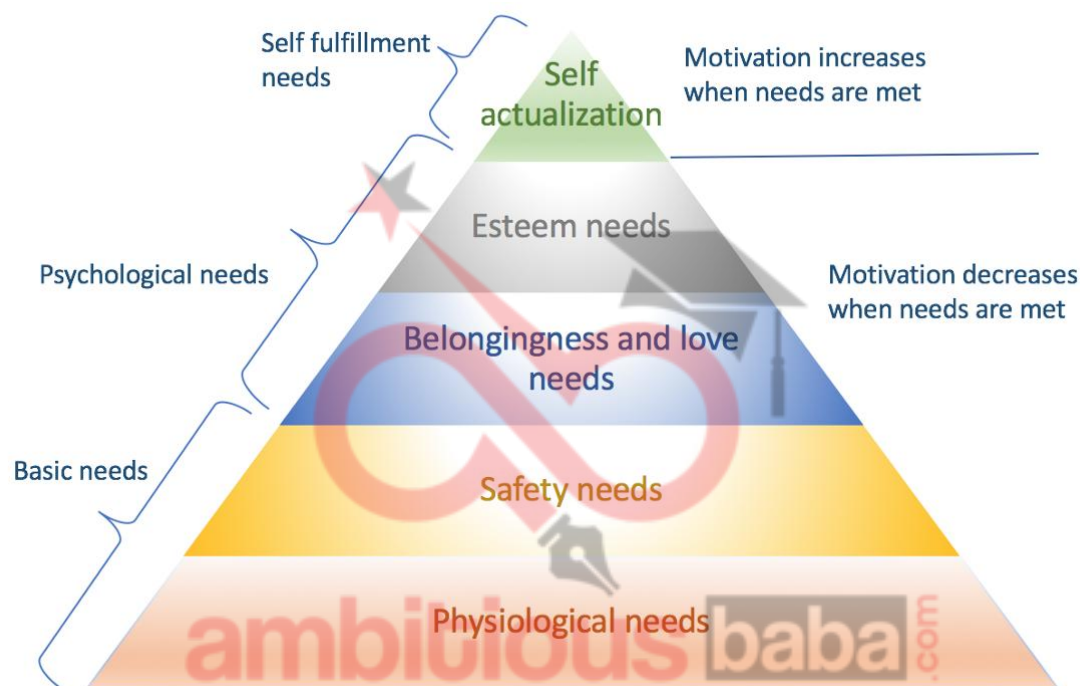 Self fulfillment
needs
Self
actualization
Motivation increases
when needs are met
Esteem needs
Psychological needs
Motivation decreases
when needs are met
Belongingness and love
needs
Basic needs
Safety needs
Physiological needs
ambitiousbaba.com